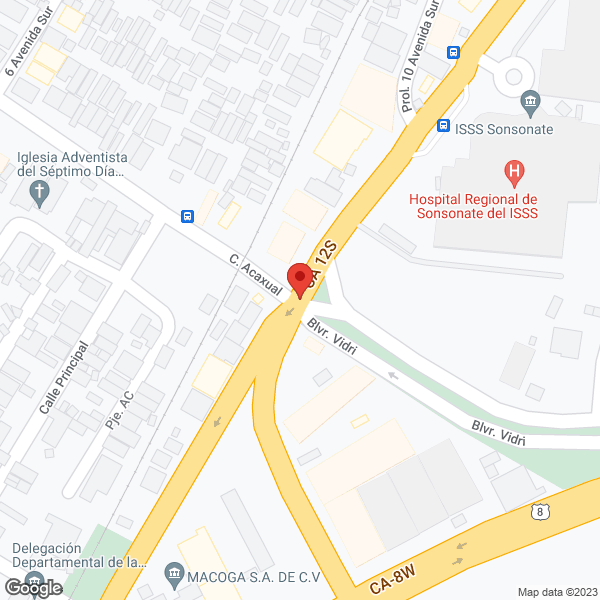 6 Avenida Sur
Prol. 10 Avenida Sur
ISSS Sonsonate
Iglesia Adventista
del Séptimo Día...
H
Hospital Regional de
Sonsonate del ISSS
C. Acaxual
CA 12S
Blvr. Vidri
Calle Principal
Pje. AC
Blvr. Vidri
8
Delegación
Departamental de la...
MACOGA S.A. DE C.V
CA-8W
Google
Map data ©2023